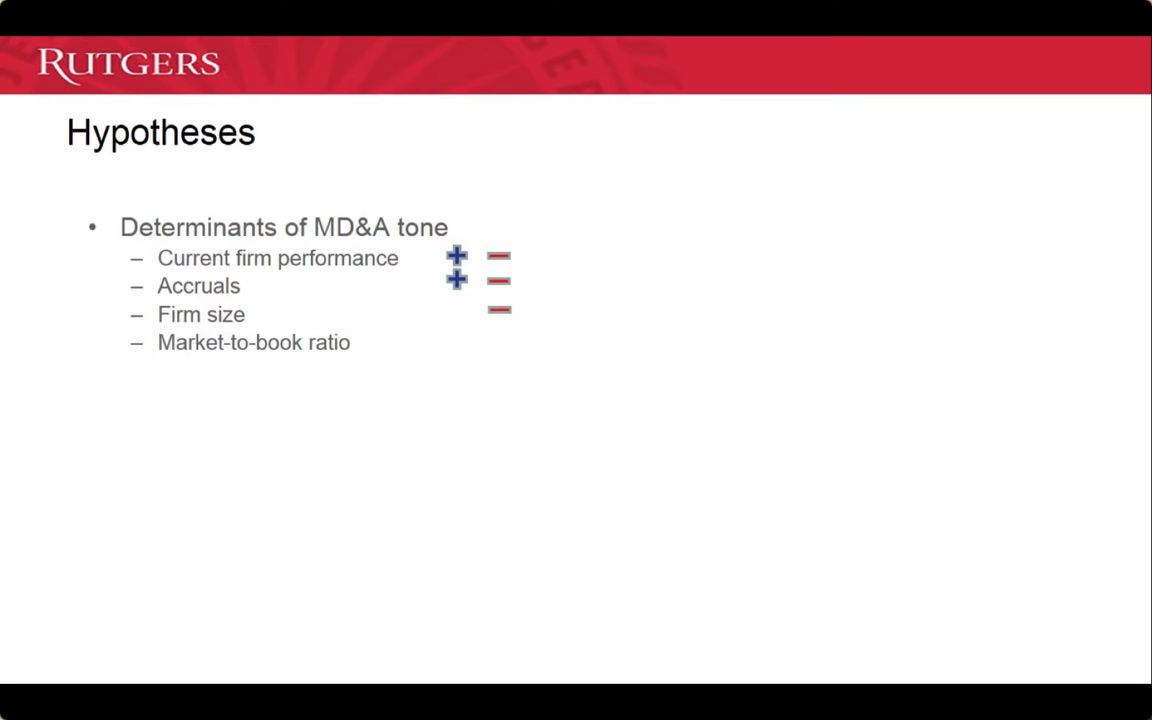 RUTGERS
Hypotheses
• Determinants of MD&A tone
– Current firm performance + –
– Accruals + –
– Firm size –
– Market-to-book ratio